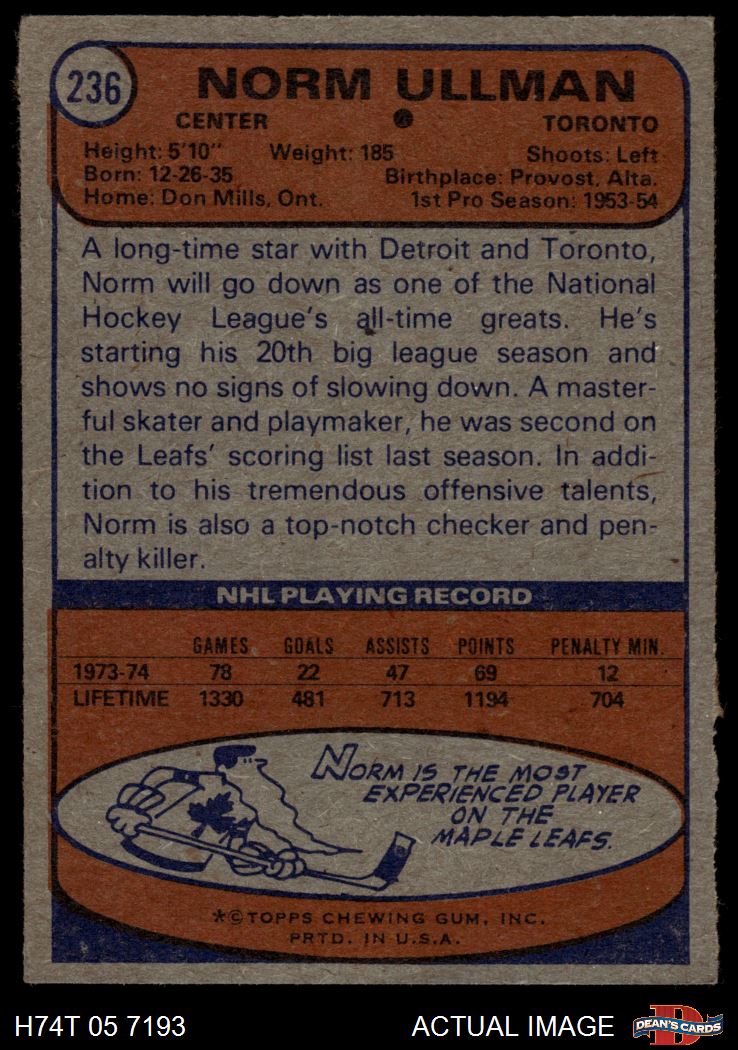 236
NORM ULLMAN
CENTER TORONTO
Height: 5'10" Weight: 185 Shoots: Left
Born: 12-26-35 Birthplace: Provost, Alta.
Home: Don Mills, Ont. 1st Pro Season: 1953-54
A long-time star with Detroit and Toronto,
Norm will go down as one of the National
Hockey League's all-time greats. He's
starting his 20th big league season and
shows no signs of slowing down. A master-
ful skater and playmaker, he was second on
the Leafs' scoring list last season. In addi-
tion to his tremendous offensive talents,
Norm is also a top-notch checker and pen-
alty killer.
NHL PLAYING RECORD
GAMES GOALS ASSISTS POINTS PENALTY MIN.
1973-74 78 22 47 69 12
LIFETIME 1330 481 713 1194 704
NORM IS THE MOST
EXPERIENCED PLAYER
ON THE
MAPLE LEAFS.
*©TOPPS CHEWING GUM, INC.
PRTD. IN U.S.A.
H74T 05 7193 ACTUAL IMAGE D DEAN'S CARDS